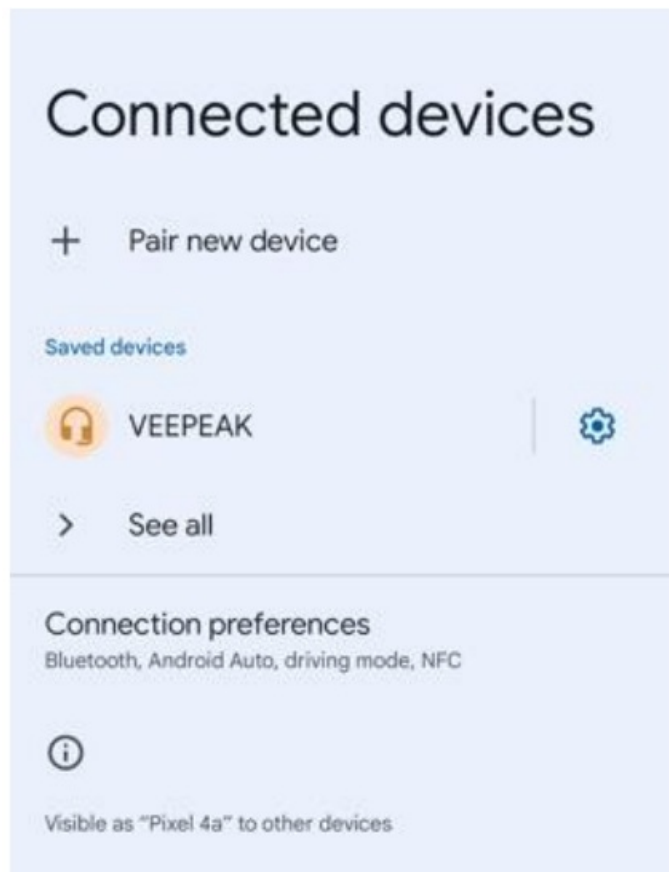 Connected devices
Pair new device
Saved devices
VEEPEAK
See all
Connection preferences
Bluetooth, Android Auto, driving mode, NFC
Visible as “Pixel 4a” to other devices